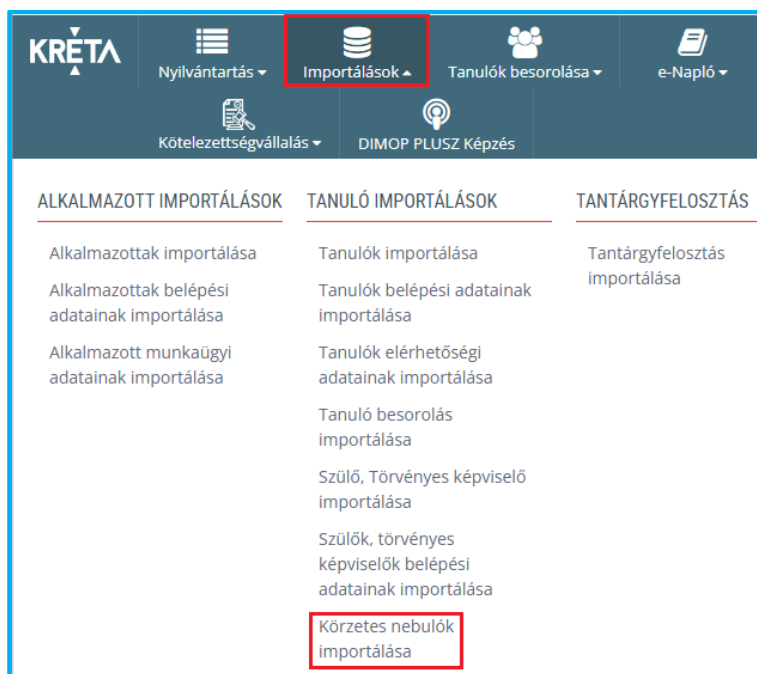 KRÉTA
Nyilvántartás
Importálások
Tanulók besorolása
e-Napló
Kötelezettségvállalás
DIMOP PLUSZ Képzés
ALKALMAZOTT IMPORTÁLÁSOK
Alkalmazottak importálása
Alkalmazottak belépési
adatainak importálása
Alkalmazott munkaügyi
adatainak importálása
TANULÓ IMPORTÁLÁSOK
Tanulók importálása
Tanulók belépési adatainak
importálása
Tanulók elérhetőségi
adatainak importálása
Tanuló besorolás
importálása
Szülő, Törvényes képviselő
importálása
Szülők, törvényes
képviselők belépési
adatainak importálása
Körzetes nebulók
importálása
TANTÁRGYFELOSZTÁS
Tantárgyfelosztás
importálása